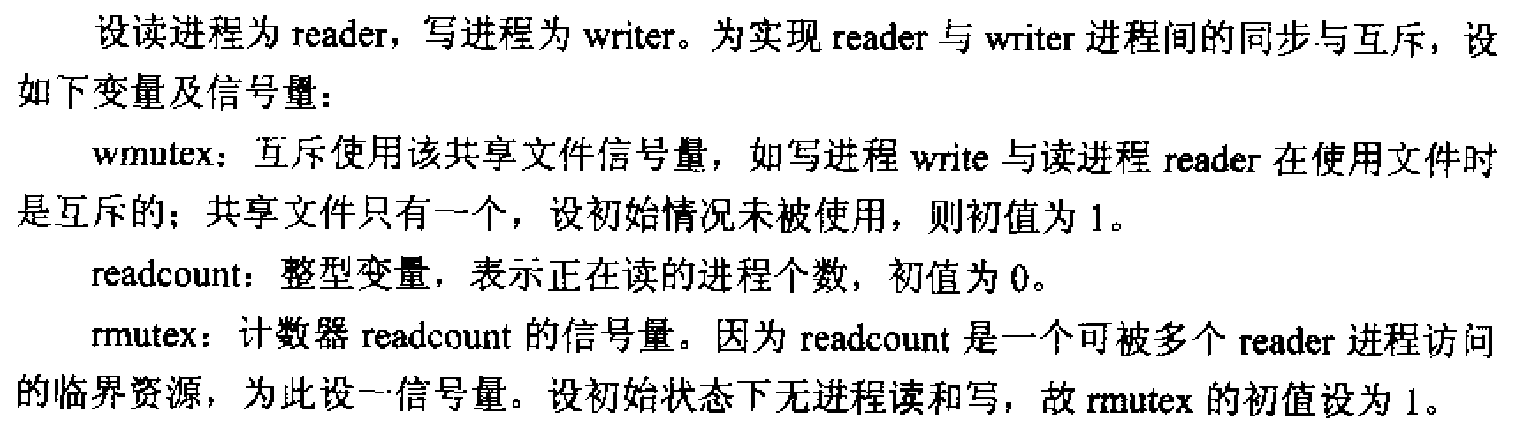 设读进程为 reader，写进程为 writer。为实现 reader 与 writer 进程间的同步与互斥，设
如下变量及信号量：
wmutex：互斥使用该共享文件信号量，如写进程 write 与读进程 reader 在使用文件时
是互斥的；共享文件只有一个，设初始情况未被使用，则初值为 1。
readcount：整型变量，表示正在读的进程个数，初值为 0。
rmutex：计数器 readcount 的信号量。因为 readcount 是一个可被多个 reader 进程访问
的临界资源，为此设一信号量。设初始状态下无进程读和写，故 rmutex 的初值设为 1。